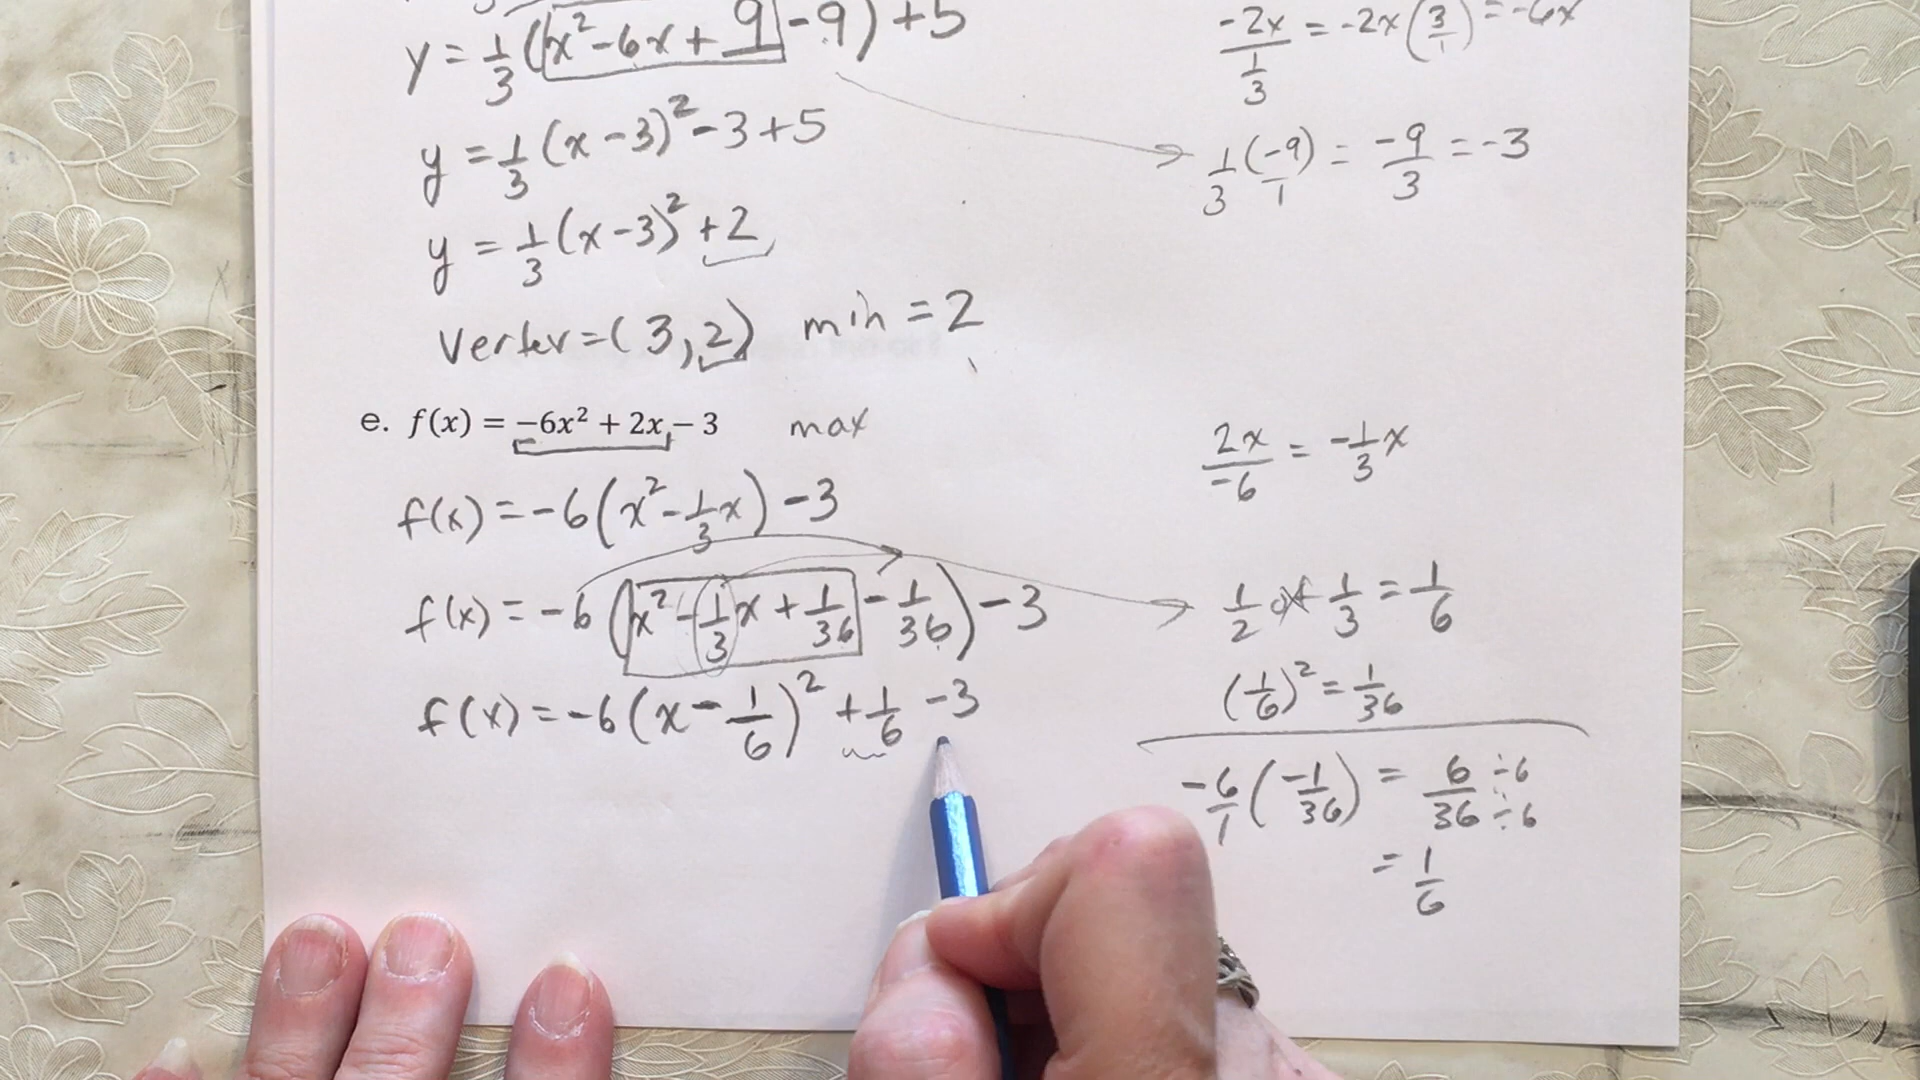 y = 1/3 (x² - 6x + 9 - 9) + 5
y = 1/3 (x - 3)² - 3 + 5
y = 1/3 (x - 3)² + 2
Vertex = (3, 2) min = 2
-2x / 1/3 = -2x (3/1) = -6x
1/3 (-9/1) = -9/3 = -3
e. f(x) = −6x² + 2x − 3 max
f(x) = -6 (x² - 1/3 x) - 3
f(x) = -6 (x² - 1/3 x + 1/36 - 1/36) - 3
f(x) = -6 (x - 1/6)² + 1/6 - 3
2x/-6 = -1/3 x
1/2 of 1/3 = 1/6
(1/6)² = 1/36
-6/1 (-1/36) = 6/36 ÷6 ÷6
= 1/6